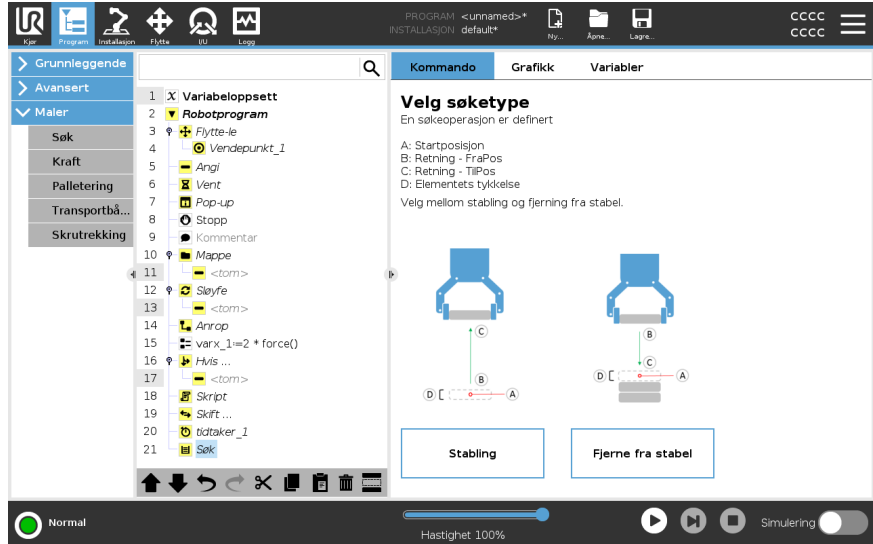 Kjør
Program
Installasjon
Flytte
I/U
Logg
PROGRAM <unnamed>*
INSTALLASJON default*
Ny...
Åpne...
Lagre...
cccc
cccc
Grunnleggende
Avansert
Maler
Søk
Kraft
Palletering
Transportbå...
Skrutrekking
1 X Variabeloppsett
2 Robotprogram
3 Flytte-le
4 Vendepunkt_1
5 Angi
6 Vent
7 Pop-up
8 Stopp
9 Kommentar
10 Mappe
11 <tom>
12 Sløyfe
13 <tom>
14 Anrop
15 varx_1≔2 * force()
16 Hvis ...
17 <tom>
18 Skript
19 Skift ...
20 tidtaker_1
21 Søk
Kommando
Grafikk
Variabler
Velg søketype
En søkeoperasjon er definert
A: Startposisjon
B: Retning - FraPos
C: Retning - TilPos
D: Elementets tykkelse
Velg mellom stabling og fjerning fra stabel.
C
B
D
A
B
C
D
A
Stabling
Fjerne fra stabel
Normal
Hastighet 100%
Simulering